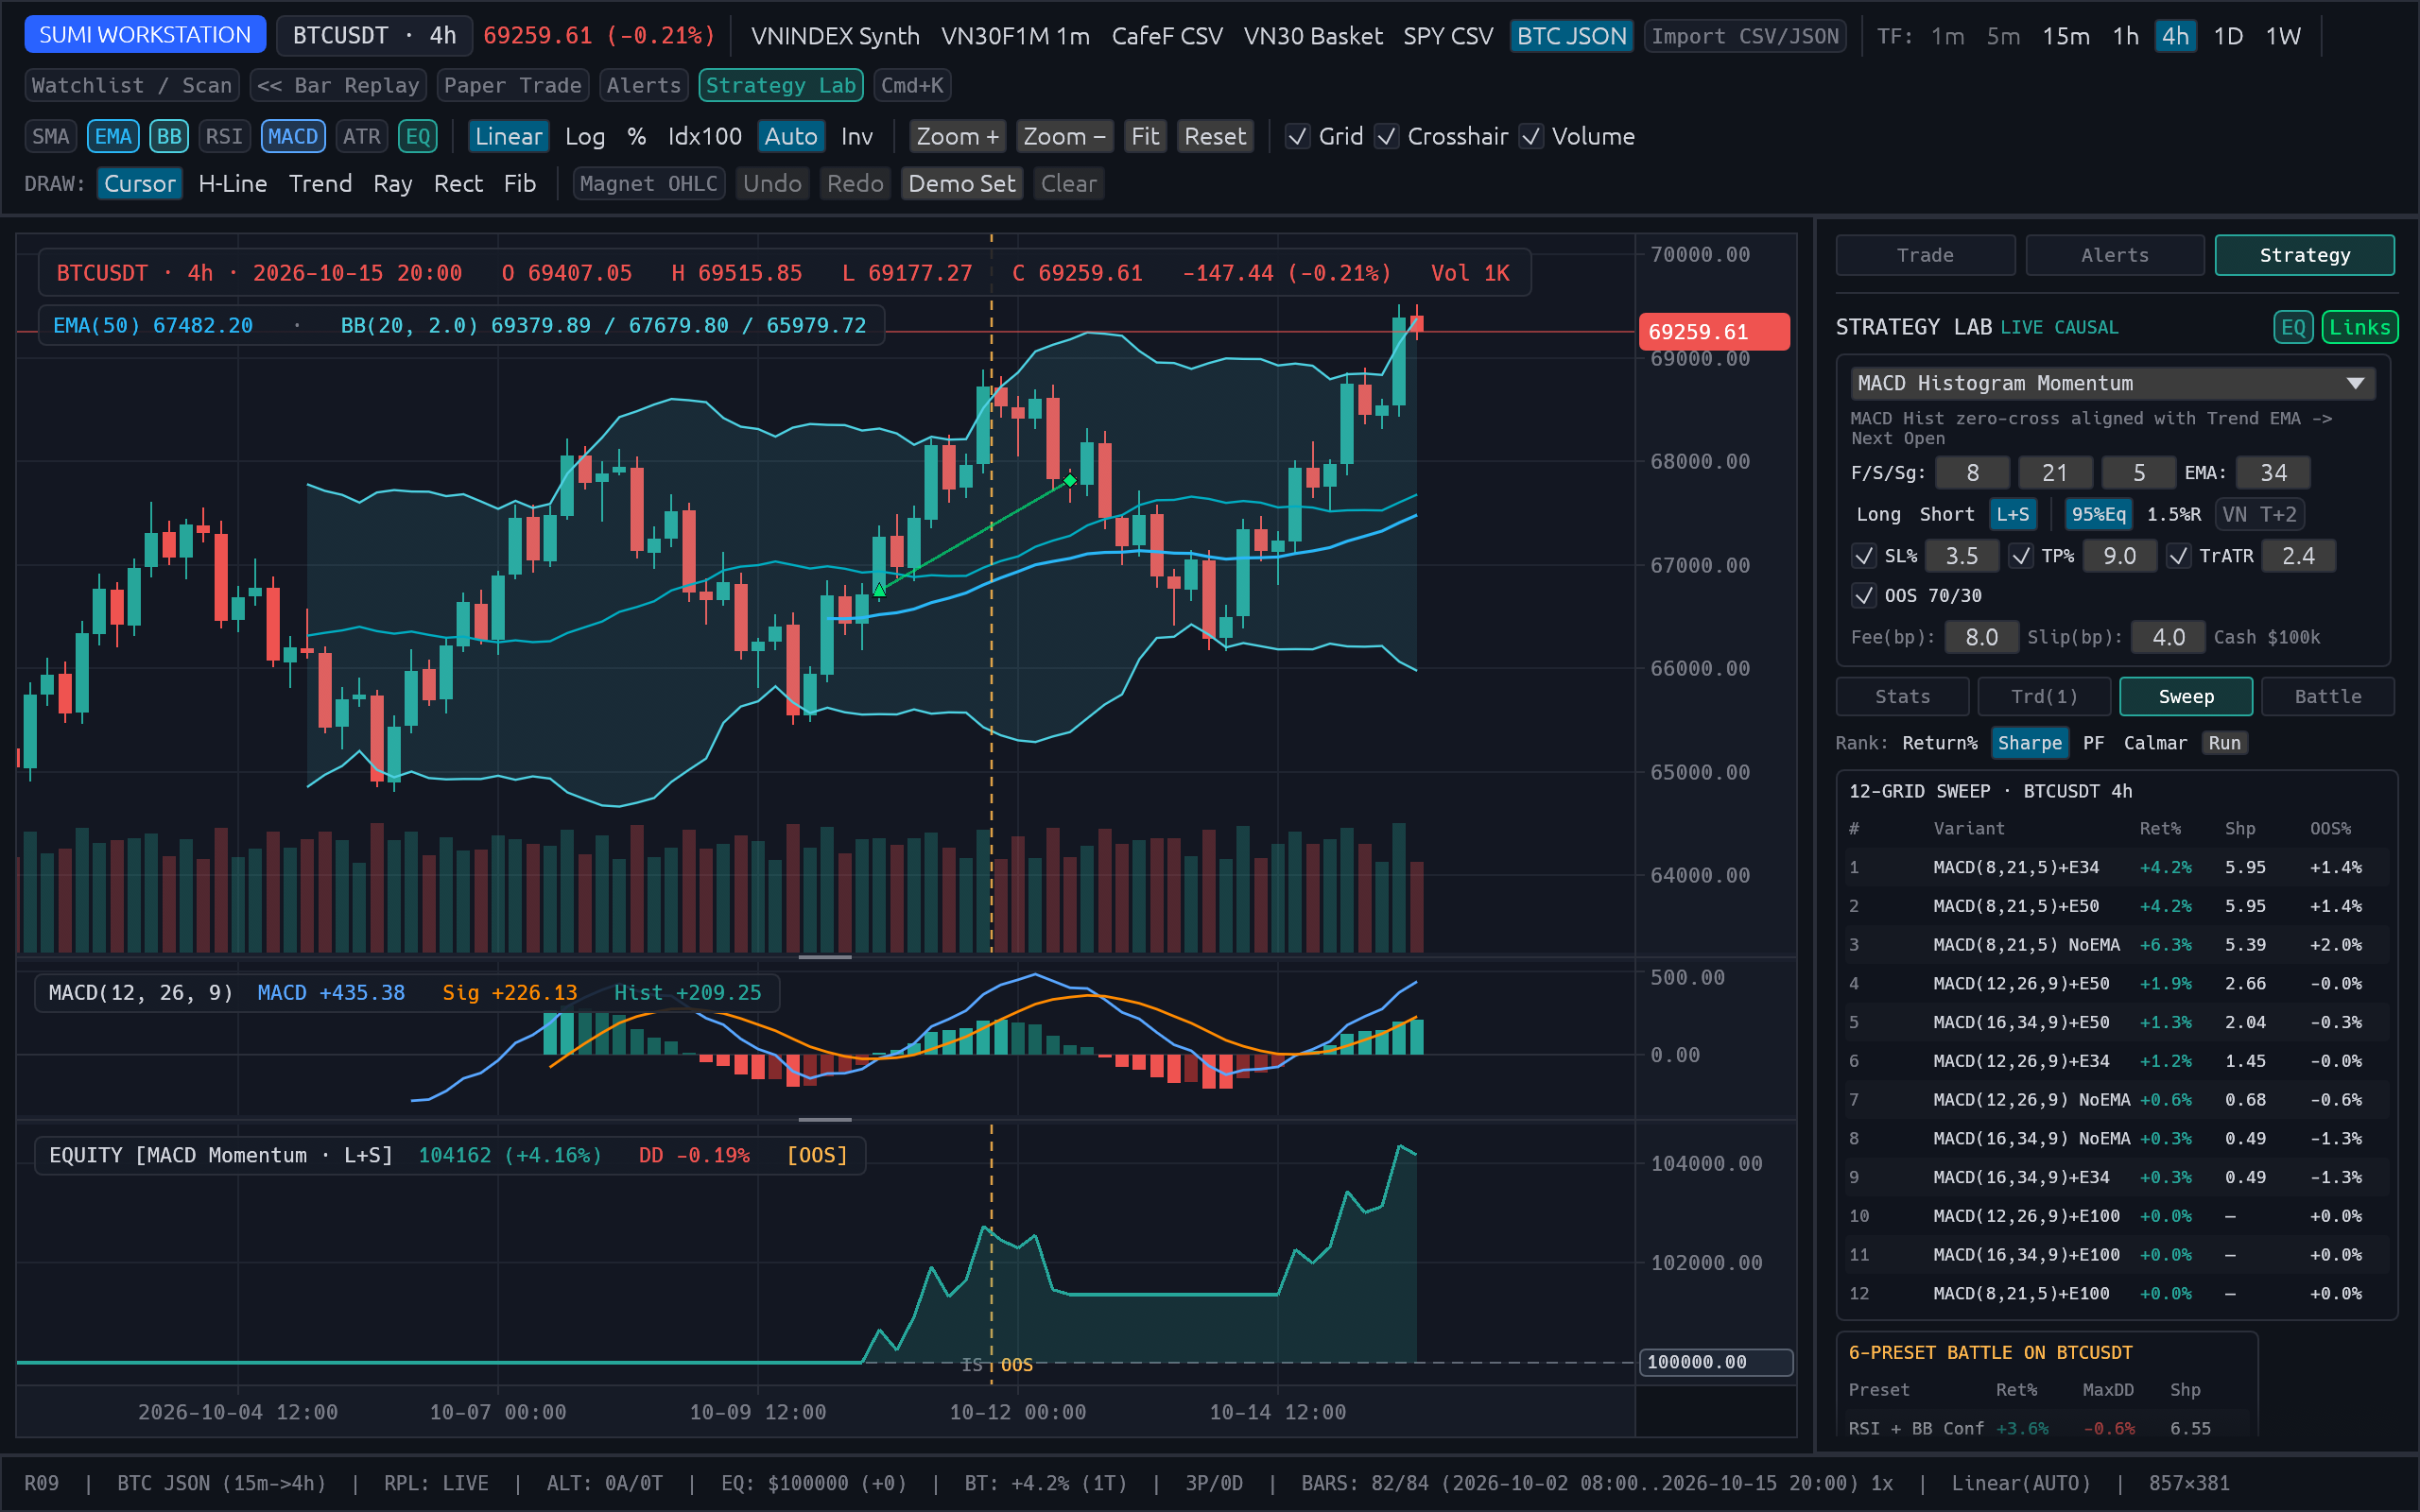 SUMI WORKSTATION BTCUSDT · 4h 69259.61 (-0.21%) VNINDEX Synth VN30F1M 1m CafeF CSV VN30 Basket SPY CSV BTC JSON Import CSV/JSON TF: 1m 5m 15m 1h 4h 1D 1W
Watchlist / Scan << Bar Replay Paper Trade Alerts Strategy Lab Cmd+K
SMA EMA BB RSI MACD ATR EQ Linear Log % Idx100 Auto Inv Zoom + Zoom − Fit Reset Grid Crosshair Volume
DRAW: Cursor H-Line Trend Ray Rect Fib Magnet OHLC Undo Redo Demo Set Clear
BTCUSDT · 4h · 2026-10-15 20:00 O 69407.05 H 69515.85 L 69177.27 C 69259.61 -147.44 (-0.21%) Vol 1K
EMA(50) 67482.20 · BB(20, 2.0) 69379.89 / 67679.80 / 65979.72
70000.00
69259.61
69000.00
68000.00
67000.00
66000.00
65000.00
64000.00
MACD(12, 26, 9) MACD +435.38 Sig +226.13 Hist +209.25
500.00
0.00
EQUITY [MACD Momentum · L+S] 104162 (+4.16%) DD -0.19% [OOS]
104000.00
102000.00
100000.00
IS OOS
2026-10-04 12:00 10-07 00:00 10-09 12:00 10-12 00:00 10-14 12:00
Trade Alerts Strategy
STRATEGY LAB LIVE CAUSAL EQ Links
MACD Histogram Momentum
MACD Hist zero-cross aligned with Trend EMA ->
Next Open
F/S/Sg: 8 21 5 EMA: 34
Long Short L+S 95%Eq 1.5%R VN T+2
SL% 3.5 TP% 9.0 TrATR 2.4
OOS 70/30
Fee(bp): 8.0 Slip(bp): 4.0 Cash $100k
Stats Trd(1) Sweep Battle
Rank: Return% Sharpe PF Calmar Run
12-GRID SWEEP · BTCUSDT 4h
# Variant Ret% Shp OOS%
1 MACD(8,21,5)+E34 +4.2% 5.95 +1.4%
2 MACD(8,21,5)+E50 +4.2% 5.95 +1.4%
3 MACD(8,21,5) NoEMA +6.3% 5.39 +2.0%
4 MACD(12,26,9)+E50 +1.9% 2.66 -0.0%
5 MACD(16,34,9)+E50 +1.3% 2.04 -0.3%
6 MACD(12,26,9)+E34 +1.2% 1.45 -0.0%
7 MACD(12,26,9) NoEMA +0.6% 0.68 -0.6%
8 MACD(16,34,9) NoEMA +0.3% 0.49 -1.3%
9 MACD(16,34,9)+E34 +0.3% 0.49 -1.3%
10 MACD(12,26,9)+E100 +0.0% — +0.0%
11 MACD(16,34,9)+E100 +0.0% — +0.0%
12 MACD(8,21,5)+E100 +0.0% — +0.0%
6-PRESET BATTLE ON BTCUSDT
Preset Ret% MaxDD Shp
RSI + BB Conf +3.6% -0.6% 6.55
R09 | BTC JSON (15m->4h) | RPL: LIVE | ALT: 0A/0T | EQ: $100000 (+0) | BT: +4.2% (1T) | 3P/0D | BARS: 82/84 (2026-10-02 08:00..2026-10-15 20:00) 1x | Linear(AUTO) | 857×381